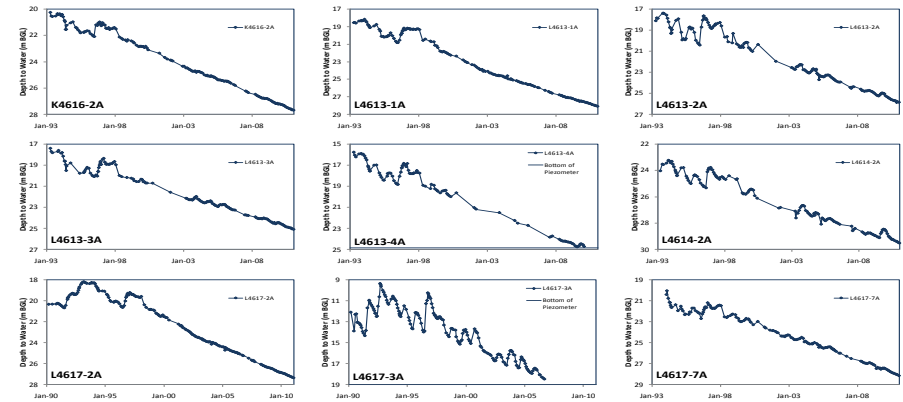 Depth to Water (m BGL)
20
22
24
26
28
K4616-2A
K4616-2A
Jan-93 Jan-98 Jan-03 Jan-08
Depth to Water (m BGL)
17
19
21
23
25
27
29
L4613-1A
L4613-1A
Jan-93 Jan-98 Jan-03 Jan-08
Depth to Water (m BGL)
17
19
21
23
25
27
L4613-2A
L4613-2A
Jan-93 Jan-98 Jan-03 Jan-08
Depth to Water (m BGL)
17
19
21
23
25
27
L4613-3A
L4613-3A
Jan-93 Jan-98 Jan-03 Jan-08
Depth to Water (m BGL)
15
17
19
21
23
25
L4613-4A
Bottom of
Piezometer
L4613-4A
Jan-93 Jan-98 Jan-03 Jan-08
Depth to Water (m BGL)
22
24
26
28
30
L4614-2A
L4614-2A
Jan-93 Jan-98 Jan-03 Jan-08
Depth to Water (m BGL)
18
20
22
24
26
28
L4617-2A
L4617-2A
Jan-90 Jan-95 Jan-00 Jan-05 Jan-10
Depth to Water (m BGL)
9
11
13
15
17
19
L4617-3A
Bottom of
Piezometer
L4617-3A
Jan-90 Jan-95 Jan-00 Jan-05 Jan-10
Depth to Water (m BGL)
19
21
23
25
27
29
L4617-7A
L4617-7A
Jan-93 Jan-98 Jan-03 Jan-08